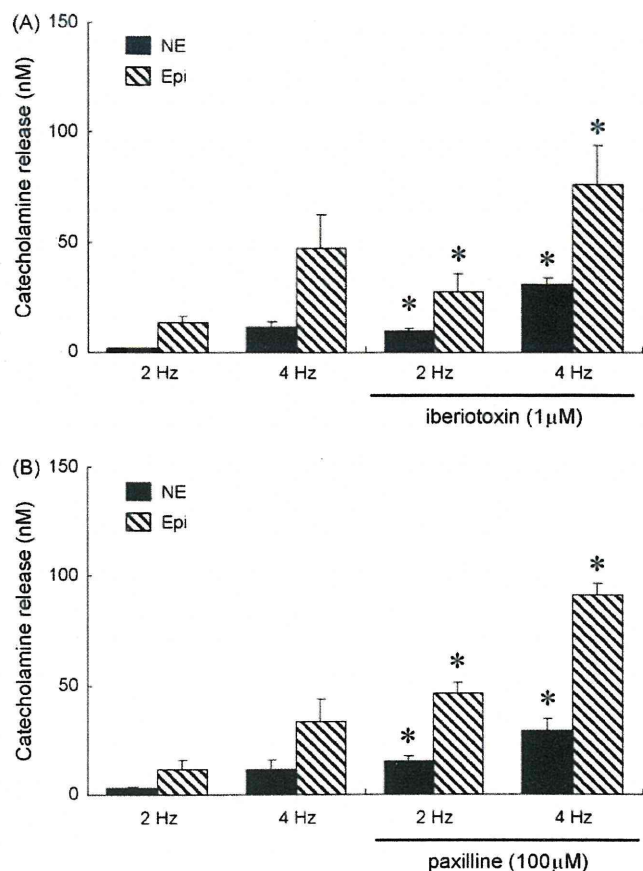 (A)
150
100
50
0
Catecholamine release (nM)
NE
Epi
*
*
*
*
2 Hz 4 Hz 2 Hz 4 Hz
iberiotoxin (1μM)
(B)
150
100
50
0
Catecholamine release (nM)
NE
Epi
*
*
*
*
2 Hz 4 Hz 2 Hz 4 Hz
paxilline (100μM)